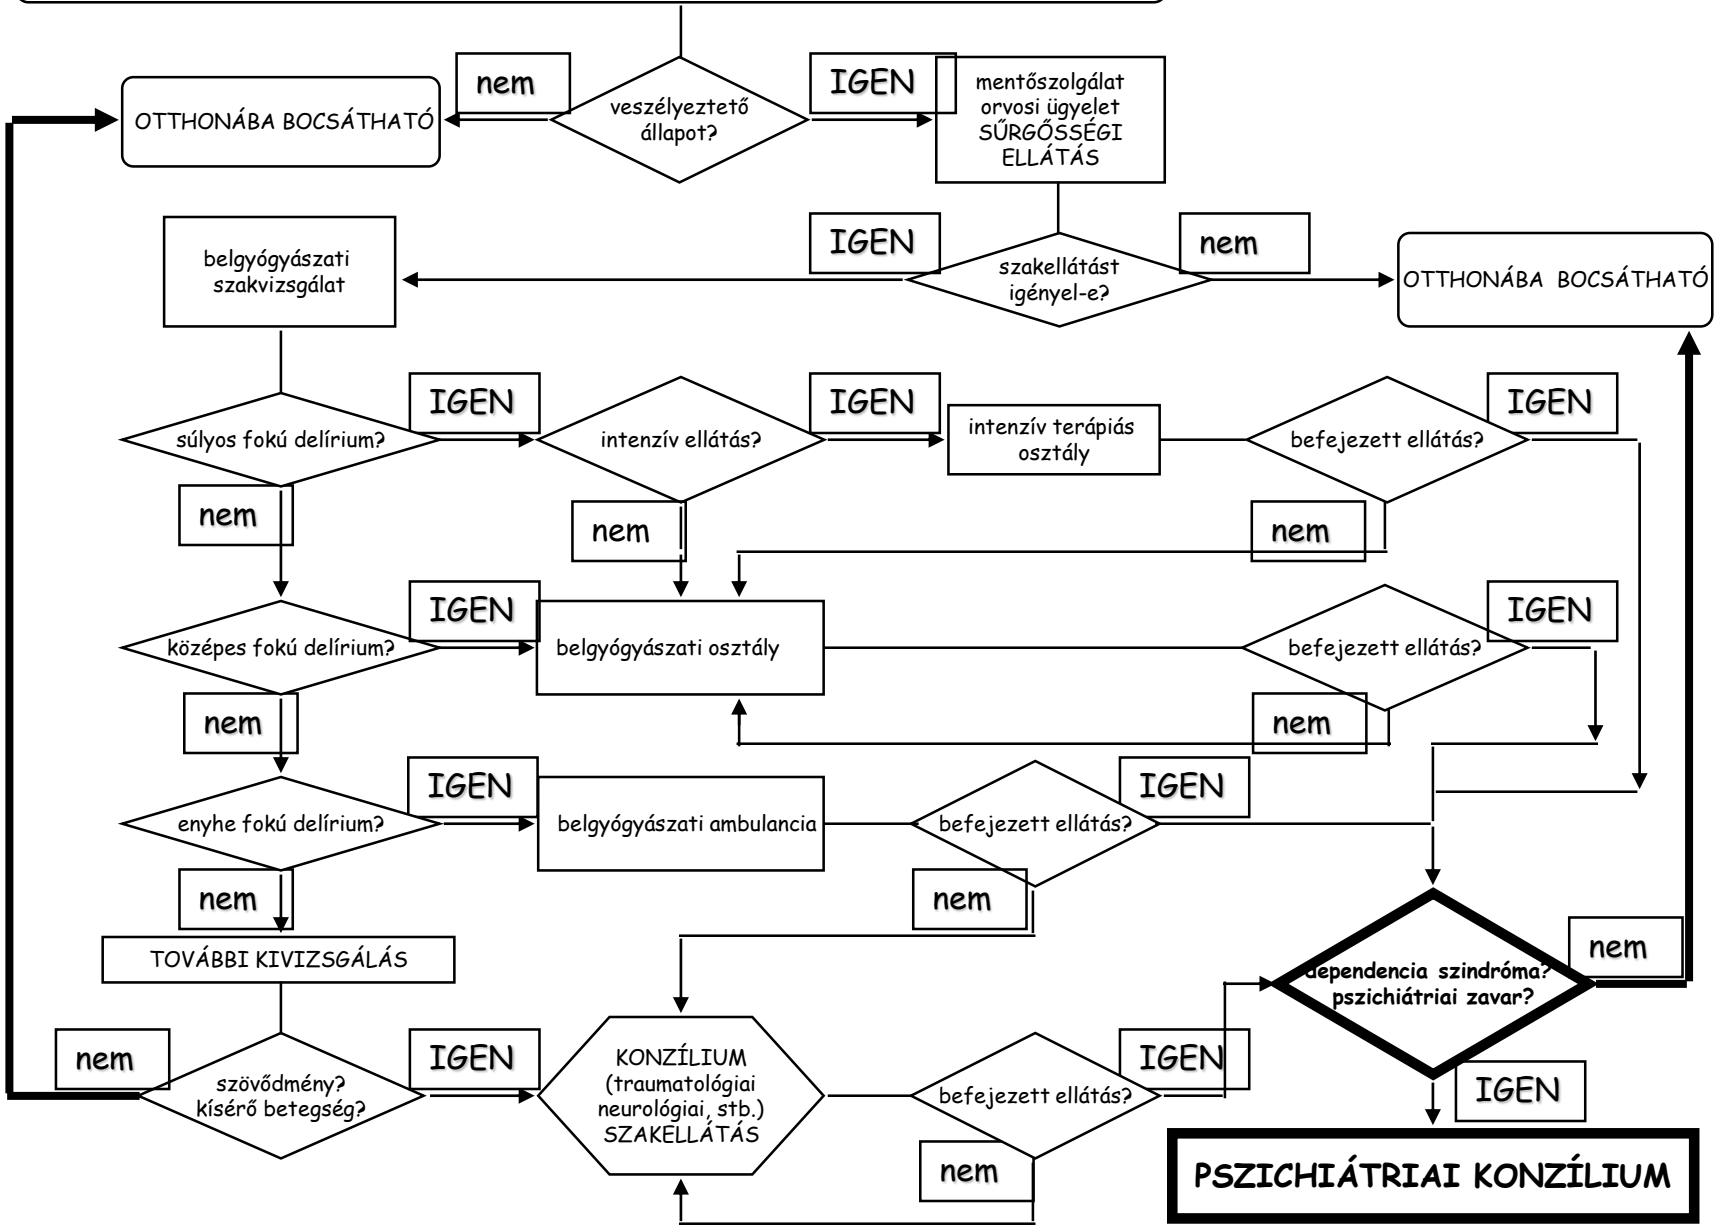 nem
IGEN
OTTHONÁBA BOCSÁTHATÓ
veszélyeztető
állapot?
mentőszolgálat
orvosi ügyelet
SŰRGŐSSÉGI
ELLÁTÁS
belgyógyászati
szakvizsgálat
IGEN
nem
szakellátást
igényel-e?
OTTHONÁBA BOCSÁTHATÓ
súlyos fokú delírium?
IGEN
intenzív ellátás?
IGEN
intenzív terápiás
osztály
befejezett ellátás?
IGEN
nem
nem
nem
középes fokú delírium?
IGEN
belgyógyászati osztály
befejezett ellátás?
IGEN
nem
nem
enyhe fokú delírium?
IGEN
belgyógyászati ambulancia
befejezett ellátás?
IGEN
nem
nem
TOVÁBBI KIVIZSGÁLÁS
dependencia szindróma?
pszichiátriai zavar?
nem
nem
szövődmény?
kísérő betegség?
IGEN
KONZÍLIUM
(traumatológiai
neurológiai, stb.)
SZAKELLÁTÁS
befejezett ellátás?
IGEN
nem
IGEN
PSZICHIÁTRIAI KONZÍLIUM